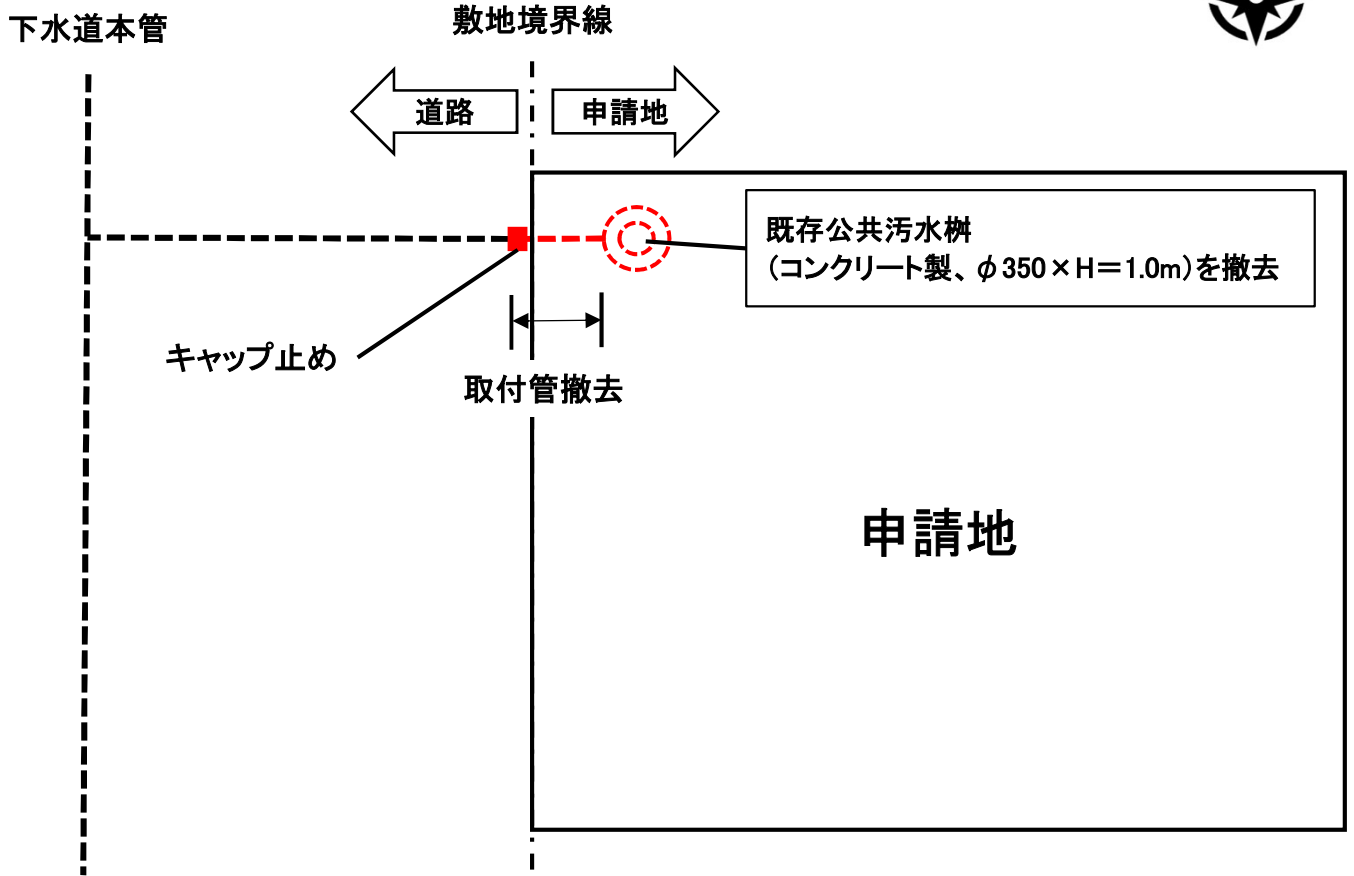 下水道本管
敷地境界線
道路
申請地
既存公共汚水桝
（コンクリート製、φ350×H＝1.0m）を撤去
キャップ止め
取付管撤去
申請地